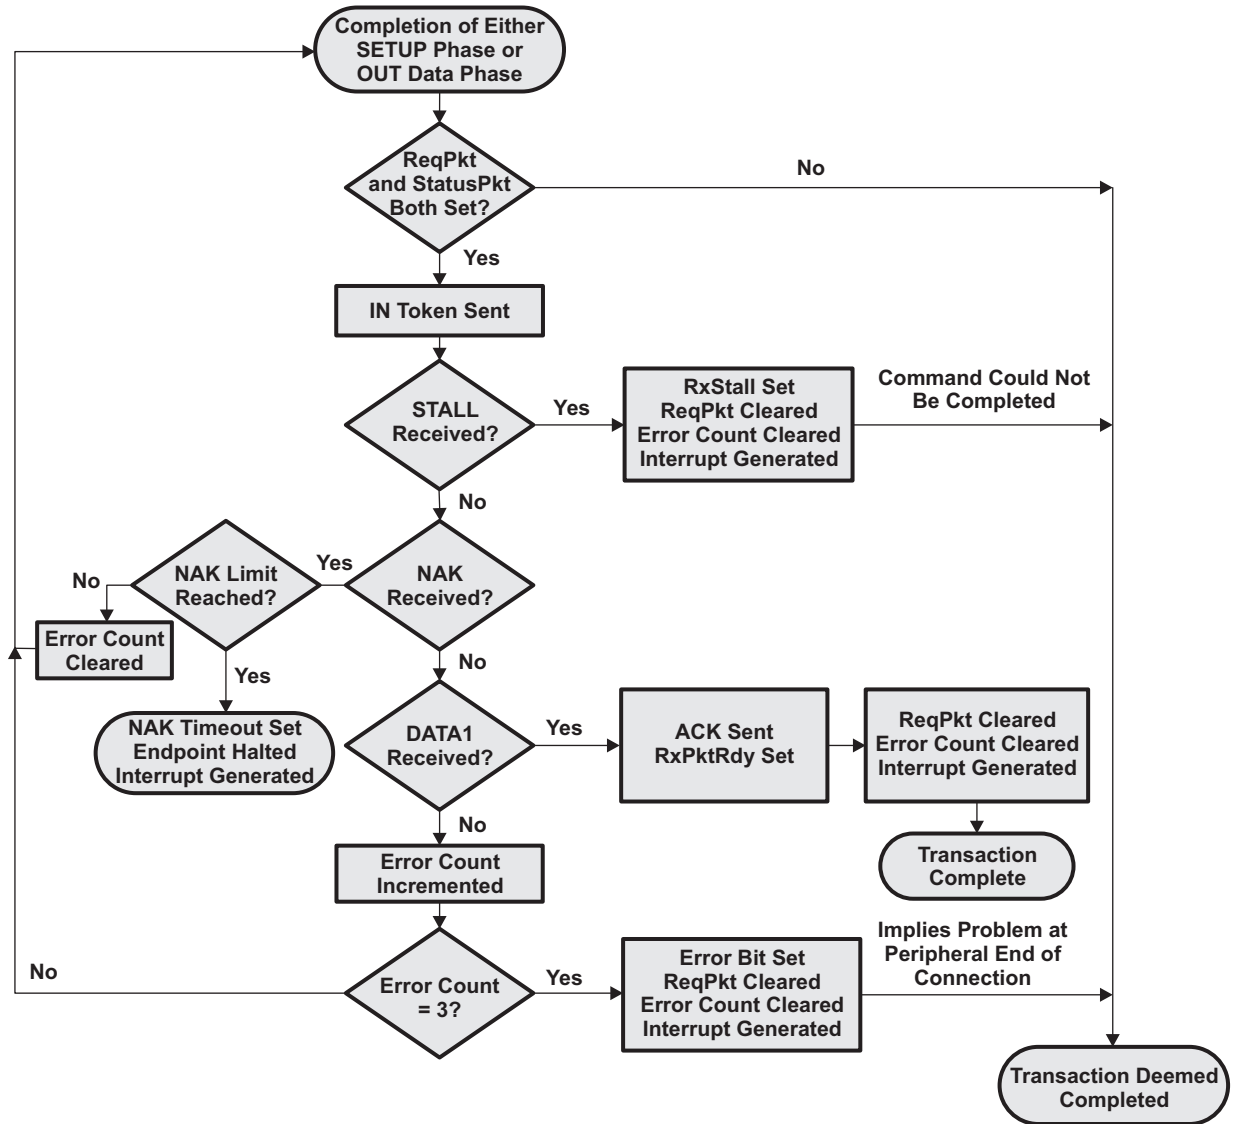 Completion of Either
SETUP Phase or
OUT Data Phase
ReqPkt
and StatusPkt
Both Set?
No
Yes
IN Token Sent
STALL
Received?
Yes
RxStall Set
ReqPkt Cleared
Error Count Cleared
Interrupt Generated
Command Could Not
Be Completed
No
NAK
Received?
Yes
NAK Limit
Reached?
No
Error Count
Cleared
Yes
NAK Timeout Set
Endpoint Halted
Interrupt Generated
No
DATA1
Received?
Yes
ACK Sent
RxPktRdy Set
ReqPkt Cleared
Error Count Cleared
Interrupt Generated
Transaction
Complete
No
Error Count
Incremented
Error Count
= 3?
No
Yes
Error Bit Set
ReqPkt Cleared
Error Count Cleared
Interrupt Generated
Implies Problem at
Peripheral End of
Connection
Transaction Deemed
Completed